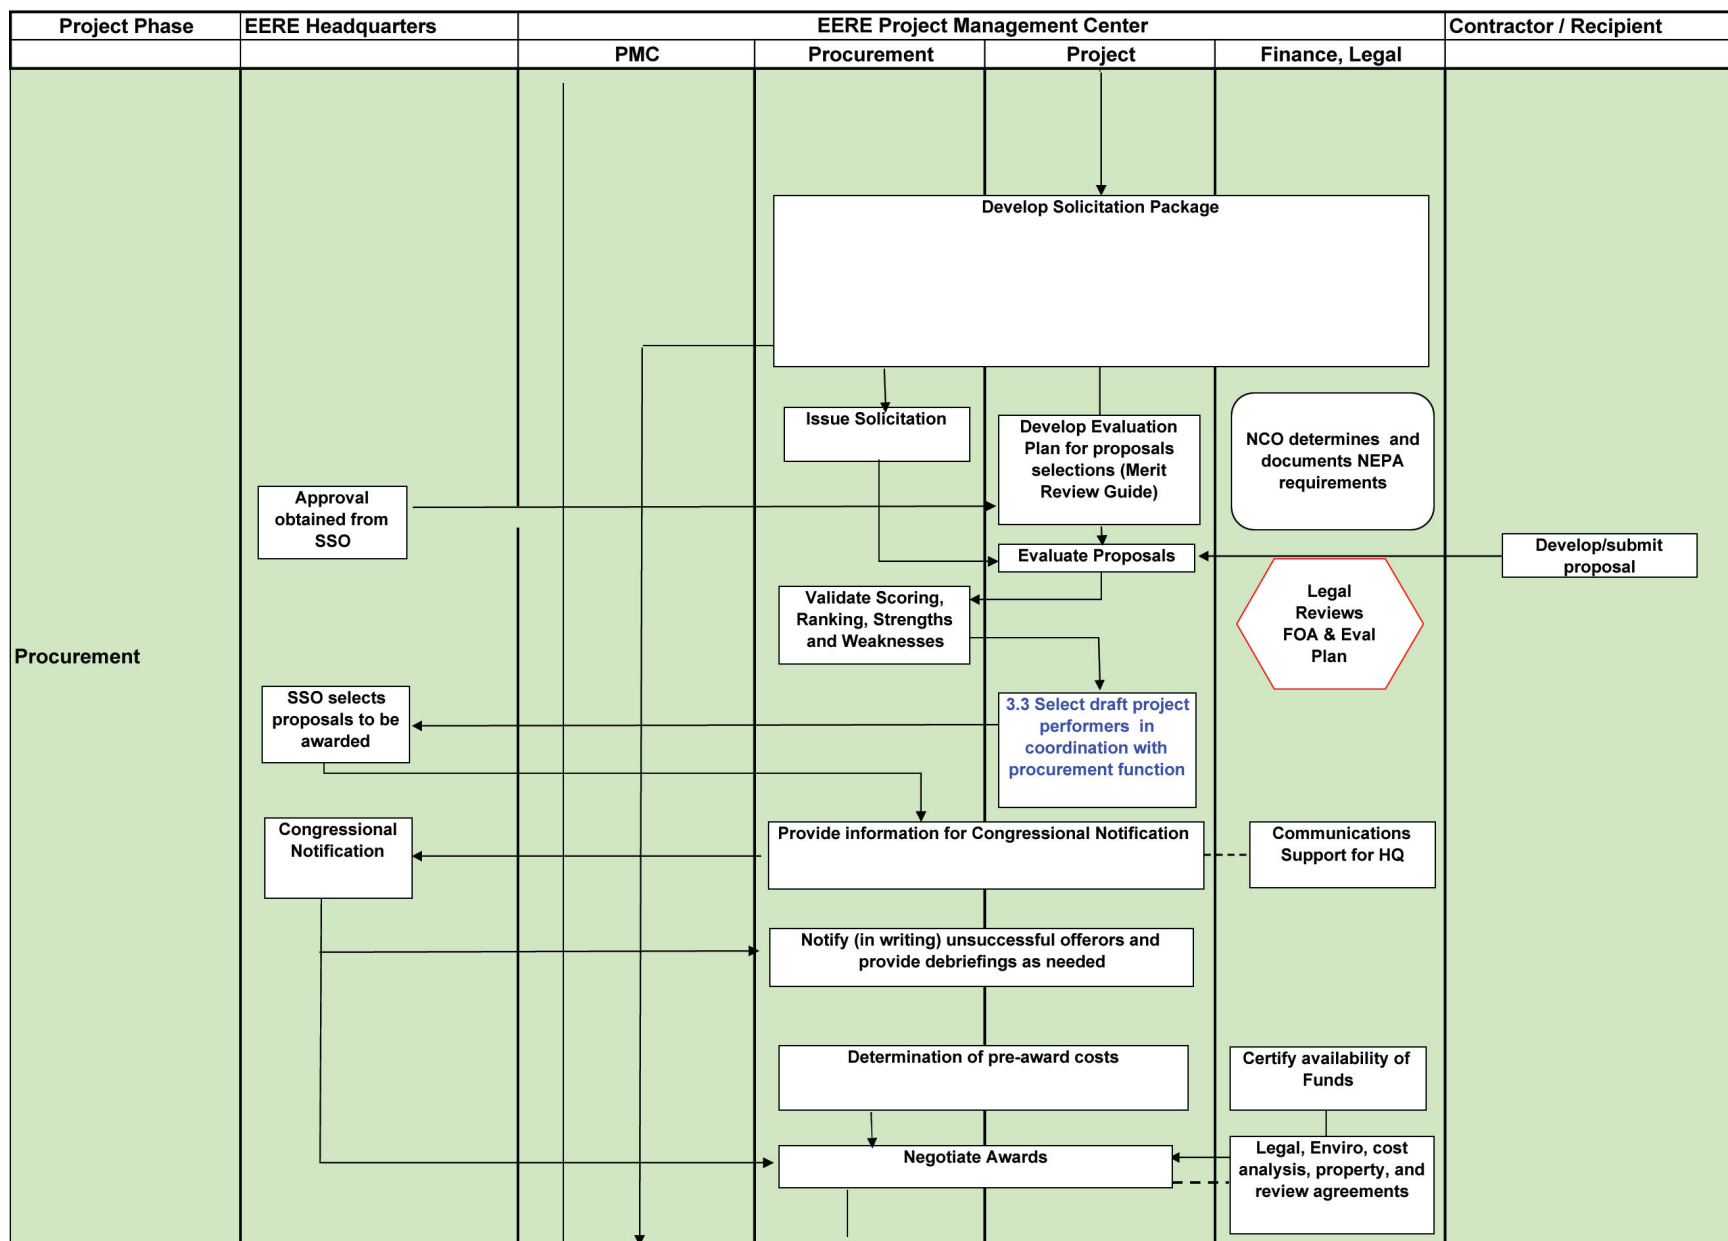 Project Phase
EERE Headquarters
EERE Project Management Center
Contractor / Recipient
PMC
Procurement
Project
Finance, Legal
Develop Solicitation Package
Issue Solicitation
Develop Evaluation
Plan for proposals
selections (Merit
Review Guide)
NCO determines and
documents NEPA
requirements
Approval
obtained from
SSO
Evaluate Proposals
Develop/submit
proposal
Validate Scoring,
Ranking, Strengths
and Weaknesses
Legal
Reviews
FOA & Eval
Plan
Procurement
SSO selects
proposals to be
awarded
3.3 Select draft project
performers in
coordination with
procurement function
Congressional
Notification
Provide information for Congressional Notification
Communications
Support for HQ
Notify (in writing) unsuccessful offerors and
provide debriefings as needed
Determination of pre-award costs
Certify availability of
Funds
Negotiate Awards
Legal, Enviro, cost
analysis, property, and
review agreements